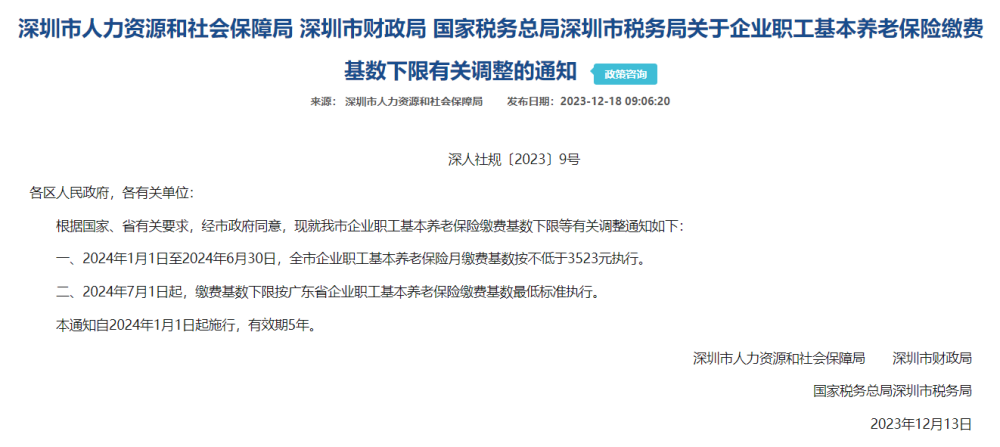 深圳市人力资源和社会保障局 深圳市财政局 国家税务总局深圳市税务局关于企业职工基本养老保险缴费
基数下限有关调整的通知 政策咨询
来源： 深圳市人力资源和社会保障局 发布日期：2023-12-18 09:06:20
深人社规〔2023〕9号
各区人民政府，各有关单位：
根据国家、省有关要求，经市政府同意，现就我市企业职工基本养老保险缴费基数下限等有关调整通知如下：
一、2024年1月1日至2024年6月30日，全市企业职工基本养老保险月缴费基数按不低于3523元执行。
二、2024年7月1日起，缴费基数下限按广东省企业职工基本养老保险缴费基数最低标准执行。
本通知自2024年1月1日起施行，有效期5年。
深圳市人力资源和社会保障局 深圳市财政局
国家税务总局深圳市税务局
2023年12月13日